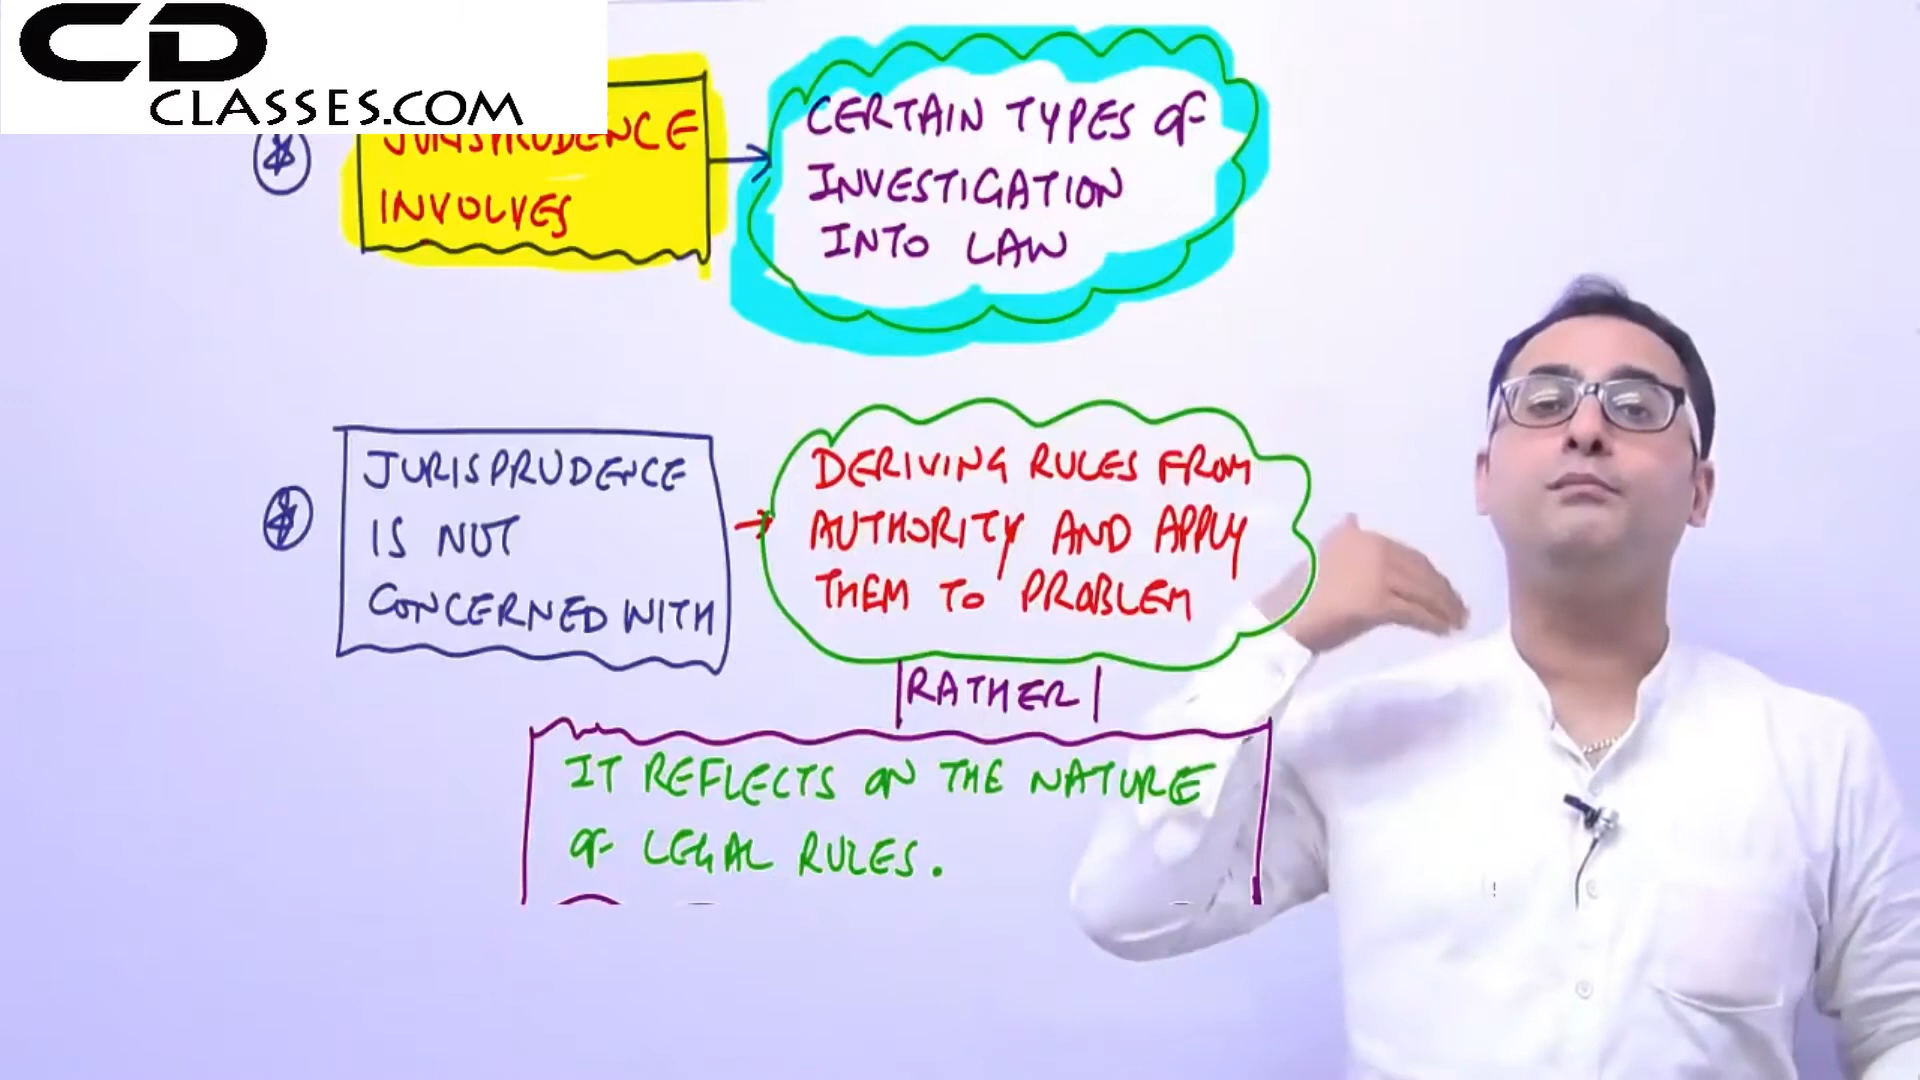 CD
CLASSES.COM
JURISPRUDENCE
INVOLVES
CERTAIN TYPES OF
INVESTIGATION
INTO LAW
JURISPRUDENCE
IS NOT
CONCERNED WITH
DERIVING RULES FROM
AUTHORITY AND APPLY
THEM TO PROBLEM
RATHER
IT REFLECTS ON THE NATURE
OF LEGAL RULES.